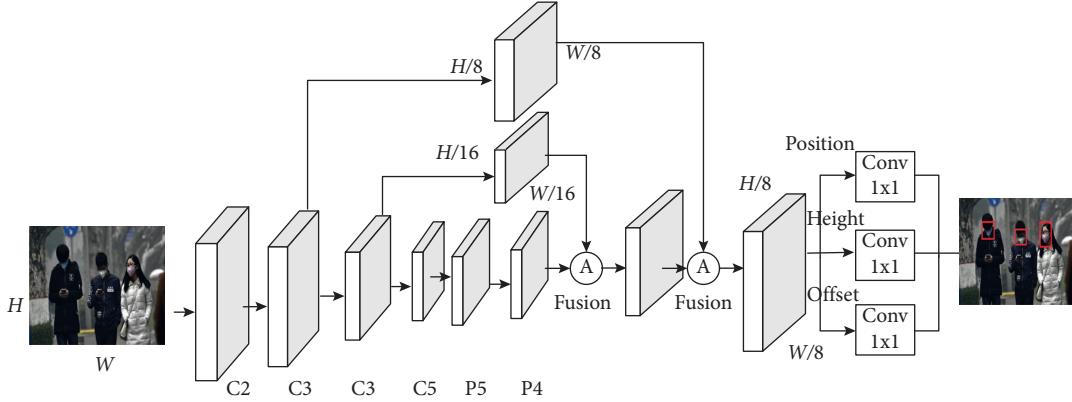 H/8
W/8
H/16
W/16
Position
Conv
1x1
H/8
Height
Conv
1x1
H
A
Fusion
A
Fusion
Offset
Conv
1x1
W
W/8
C2
C3
C3
C5
P5
P4